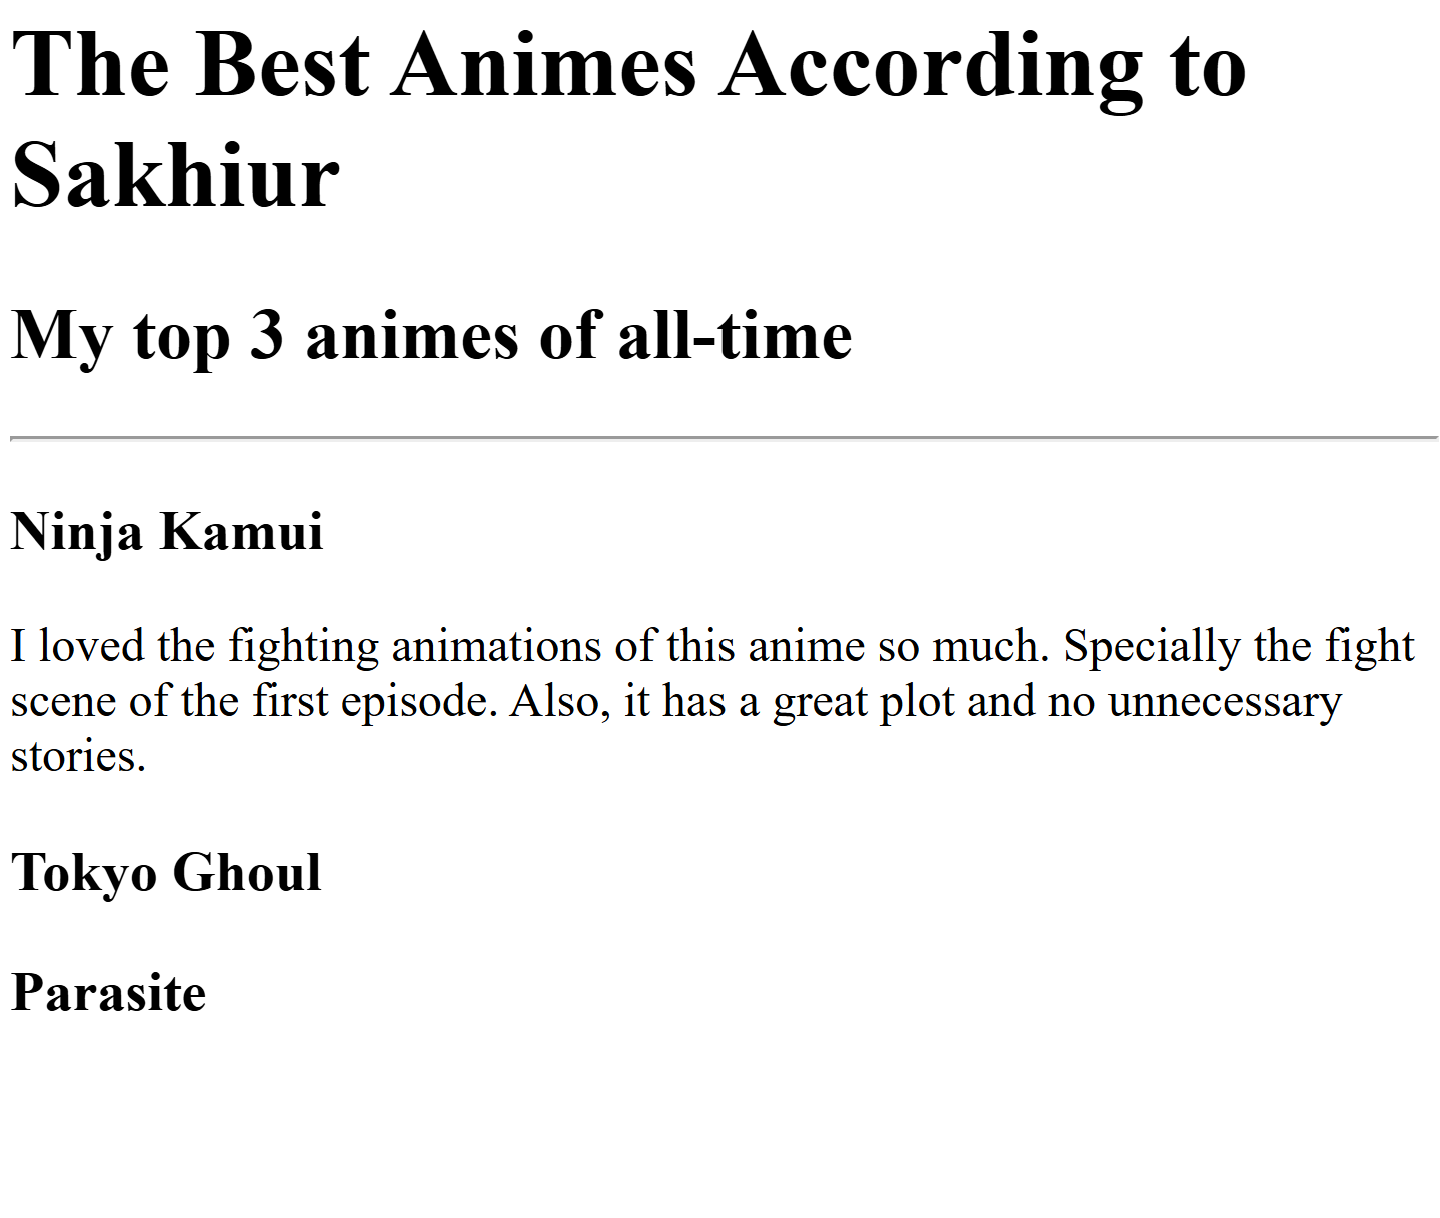 The Best Animes According to
Sakhiur
My top 3 animes of all-time
Ninja Kamui
I loved the fighting animations of this anime so much. Specially the fight
scene of the first episode. Also, it has a great plot and no unnecessary
stories.
Tokyo Ghoul
Parasite